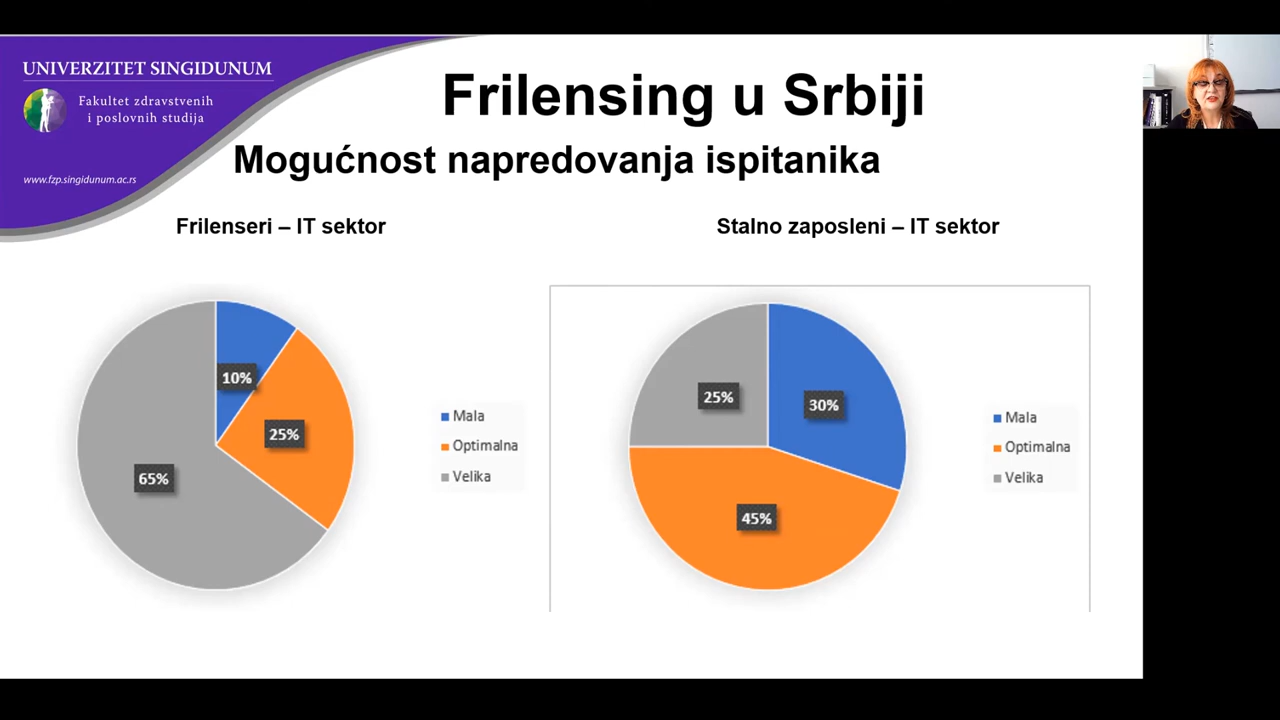 UNIVERZITET SINGIDUNUM
Fakultet zdravstvenih
i poslovnih studija
www.fzp.singidunum.ac.rs
Frilensing u Srbiji
Mogućnost napredovanja ispitanika
Frilenseri – IT sektor
10%
25%
65%
Mala
Optimalna
Velika
Stalno zaposleni – IT sektor
25%
30%
45%
Mala
Optimalna
Velika